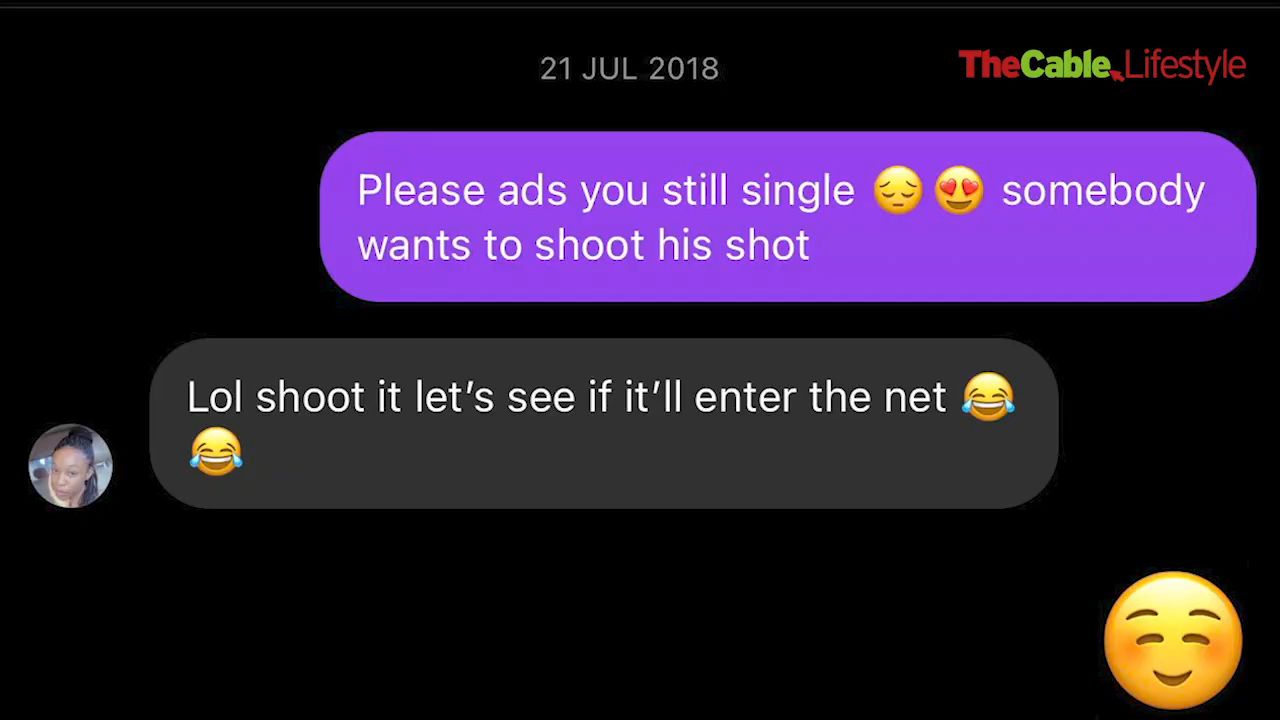 21 JUL 2018
TheCable Lifestyle
Please ads you still single 😔😍 somebody
wants to shoot his shot
Lol shoot it let’s see if it’ll enter the net 😂
😂
☺️